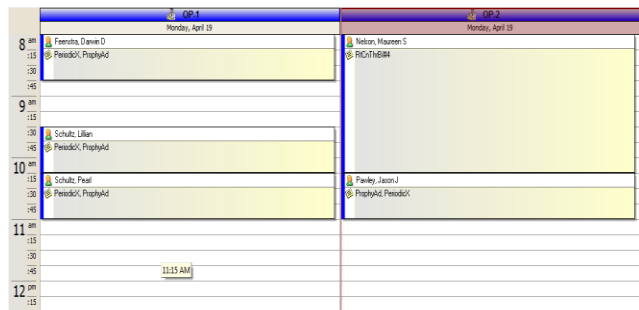 OP.1
OP.2
Monday, April 19
Monday, April 19
8 am
:15
:30
:45
9 am
:15
:30
:45
10 am
:15
:30
:45
11 am
:15
:30
:45
12 pm
:15
Feenstra, Darwin D
PeriodicX, ProphyAd
Schultz, Lillian
PeriodicX, ProphyAd
Schultz, Pearl
PeriodicX, ProphyAd
11:15 AM
Nelson, Maureen S
RtCnThrBl#4
Pawley, Jason J
ProphyAd, PeriodicX